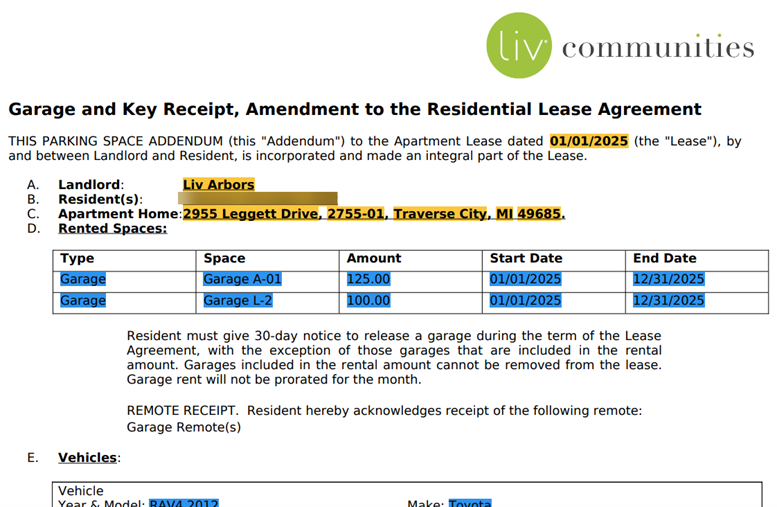 liv communities
Garage and Key Receipt, Amendment to the Residential Lease Agreement
THIS PARKING SPACE ADDENDUM (this "Addendum") to the Apartment Lease dated 01/01/2025 (the "Lease"), by
and between Landlord and Resident, is incorporated and made an integral part of the Lease.
A. Landlord: Liv Arbors
B. Resident(s):
C. Apartment Home:2955 Leggett Drive, 2755-01, Traverse City, MI 49685.
D. Rented Spaces:
Type Space Amount Start Date End Date
Garage Garage A-01 125.00 01/01/2025 12/31/2025
Garage Garage L-2 100.00 01/01/2025 12/31/2025
Resident must give 30-day notice to release a garage during the term of the Lease
Agreement, with the exception of those garages that are included in the rental
amount. Garages included in the rental amount cannot be removed from the lease.
Garage rent will not be prorated for the month.
REMOTE RECEIPT. Resident hereby acknowledges receipt of the following remote:
Garage Remote(s)
E. Vehicles:
Vehicle
Year & Model: RAV4 2012 Make: Toyota